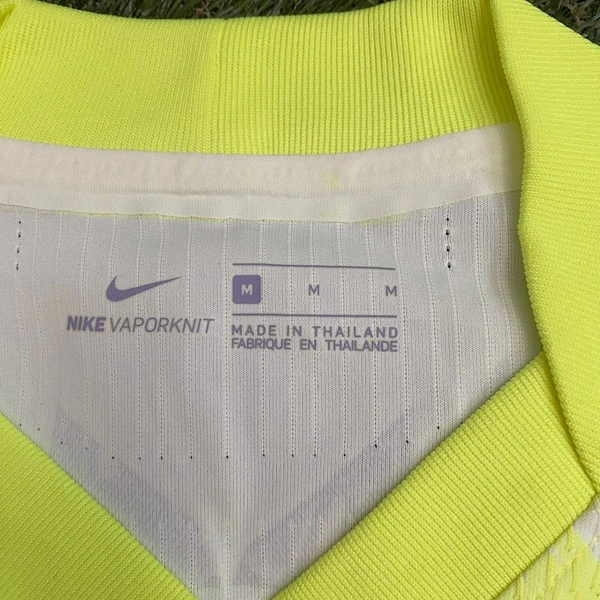 NIKE VAPORKNIT
M M M
MADE IN THAILAND
FABRIQUE EN THAILANDE